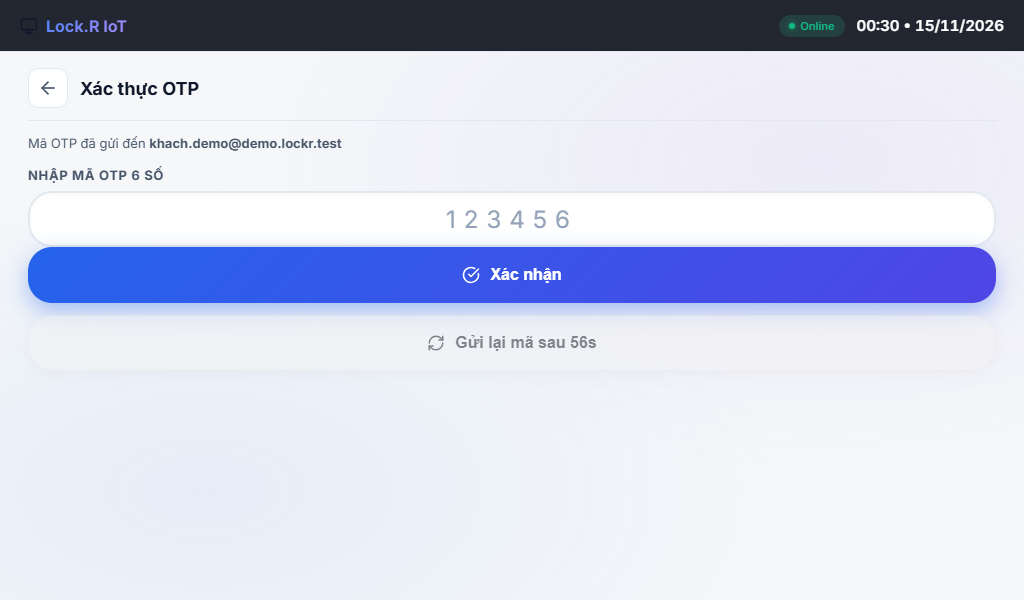 Lock.R IoT
Online
00:30 • 15/11/2026
Xác thực OTP
Mã OTP đã gửi đến khach.demo@demo.lockr.test
NHẬP MÃ OTP 6 SỐ
1 2 3 4 5 6
Xác nhận
Gửi lại mã sau 56s